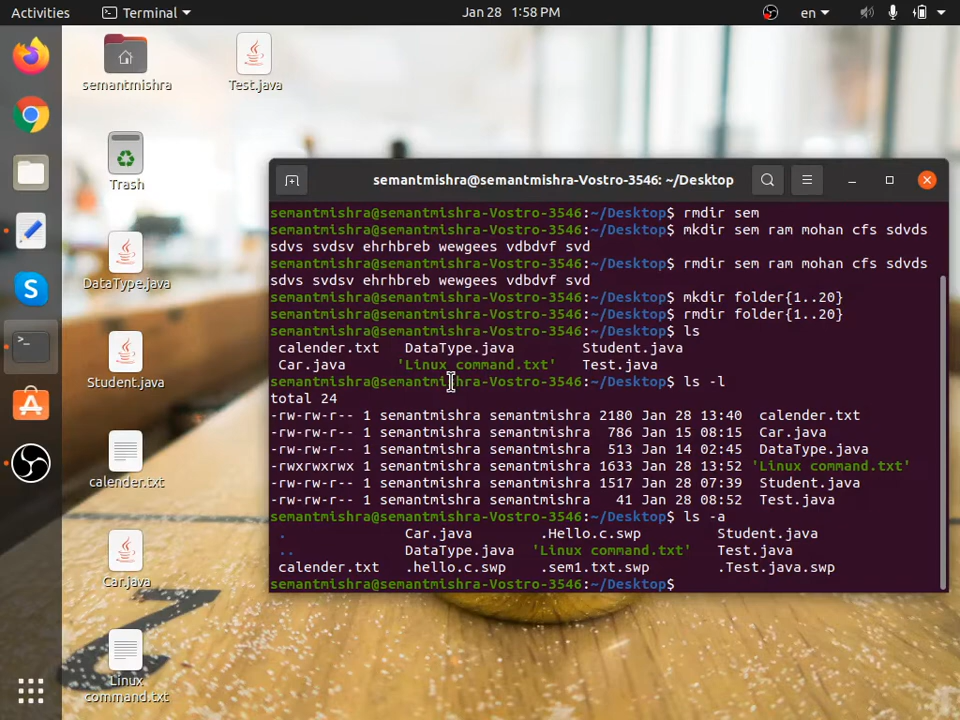 Activities
Terminal
Jan 28 1:58 PM
en
semantmishra
Test.java
Trash
DataType.java
Student.java
calender.txt
Car.java
Linux
command.txt
semantmishra@semantmishra-Vostro-3546: ~/Desktop
semantmishra@semantmishra-Vostro-3546:~/Desktop$ rmdir sem
semantmishra@semantmishra-Vostro-3546:~/Desktop$ mkdir sem ram mohan cfs sdvds
sdvs svdsv ehrhbreb wewgees vdbdvf svd
semantmishra@semantmishra-Vostro-3546:~/Desktop$ rmdir sem ram mohan cfs sdvds
sdvs svdsv ehrhbreb wewgees vdbdvf svd
semantmishra@semantmishra-Vostro-3546:~/Desktop$ mkdir folder{1..20}
semantmishra@semantmishra-Vostro-3546:~/Desktop$ rmdir folder{1..20}
semantmishra@semantmishra-Vostro-3546:~/Desktop$ ls
calender.txt DataType.java Student.java
Car.java 'Linux command.txt' Test.java
semantmishra@semantmishra-Vostro-3546:~/Desktop$ ls -l
total 24
-rw-rw-r-- 1 semantmishra semantmishra 2180 Jan 28 13:40 calender.txt
-rw-rw-r-- 1 semantmishra semantmishra 786 Jan 15 08:15 Car.java
-rw-rw-r-- 1 semantmishra semantmishra 513 Jan 14 02:45 DataType.java
-rwxrwxrwx 1 semantmishra semantmishra 1633 Jan 28 13:52 'Linux command.txt'
-rw-rw-r-- 1 semantmishra semantmishra 1517 Jan 28 07:39 Student.java
-rw-rw-r-- 1 semantmishra semantmishra 41 Jan 28 08:52 Test.java
semantmishra@semantmishra-Vostro-3546:~/Desktop$ ls -a
. Car.java .Hello.c.swp Student.java
.. DataType.java 'Linux command.txt' Test.java
calender.txt .hello.c.swp .sem1.txt.swp .Test.java.swp
semantmishra@semantmishra-Vostro-3546:~/Desktop$